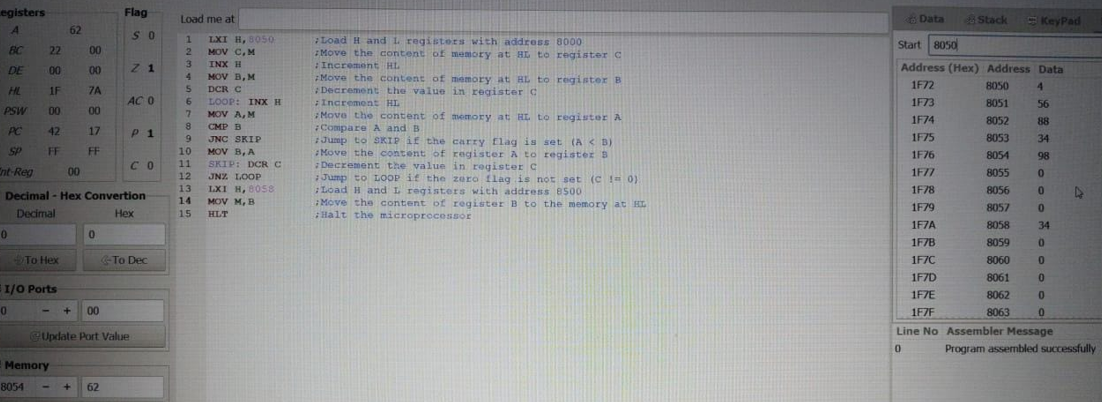 egisters
A 62
BC 22 00
DE 00 00
HL 1F 7A
PSW 00 00
PC 42 17
SP FF FF
Int-Reg 00
Flag
S 0
Z 1
AC 0
P 1
C 0
Decimal - Hex Convertion
Decimal Hex
0 0
To Hex To Dec
I/O Ports
0 - + 00
Update Port Value
Memory
8054 - + 62
Load me at
1 LXI H,8050 ;Load H and L registers with address 8000
2 MOV C,M ;Move the content of memory at HL to register C
3 INX H ;Increment HL
4 MOV B,M ;Move the content of memory at HL to register B
5 DCR C ;Decrement the value in register C
6 LOOP: INX H ;Increment HL
7 MOV A,M ;Move the content of memory at HL to register A
8 CMP B ;Compare A and B
9 JNC SKIP ;Jump to SKIP if the carry flag is set (A < B)
10 MOV B,A ;Move the content of register A to register B
11 SKIP: DCR C ;Decrement the value in register C
12 JNZ LOOP ;Jump to LOOP if the zero flag is not set (C != 0)
13 LXI H,8058 ;Load H and L registers with address 8500
14 MOV M,B ;Move the content of register B to the memory at HL
15 HLT ;Halt the microprocessor
Data Stack KeyPad
Start 8050
Address (Hex) Address Data
1F72 8050 4
1F73 8051 56
1F74 8052 88
1F75 8053 34
1F76 8054 98
1F77 8055 0
1F78 8056 0
1F79 8057 0
1F7A 8058 34
1F7B 8059 0
1F7C 8060 0
1F7D 8061 0
1F7E 8062 0
1F7F 8063 0
Line No Assembler Message
0 Program assembled successfully